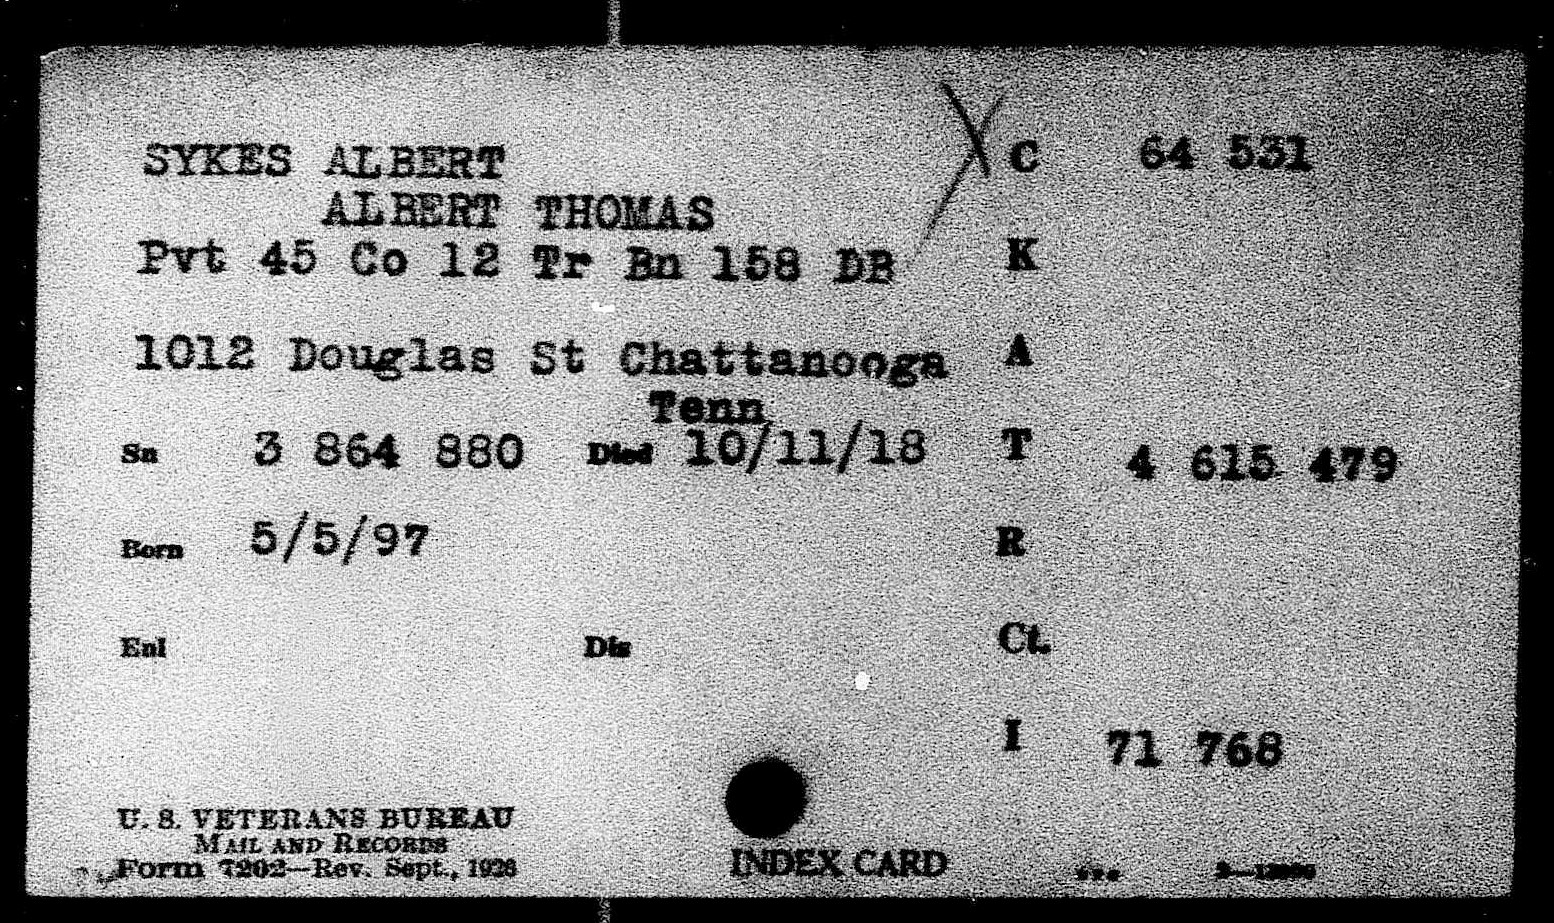 SYKES ALBERT C 64 531
ALBERT THOMAS
Pvt 45 Co 12 Tr Bn 158 DB K
1012 Douglas St Chattanooga A
Tenn
Sn 3 864 880 Died 10/11/18 T 4 615 479
Born 5/5/97 R
Enl Dis Ct.
I 71 768
U. S. VETERANS BUREAU
MAIL AND RECORDS
Form 7202—Rev. Sept., 1926 INDEX CARD